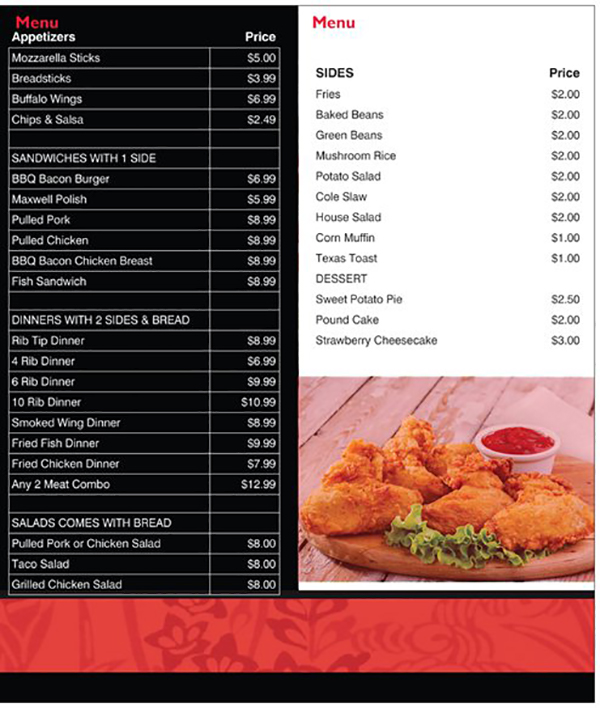 Menu
Appetizers Price
Mozzarella Sticks $5.00
Breadsticks $3.99
Buffalo Wings $6.99
Chips & Salsa $2.49
SANDWICHES WITH 1 SIDE
BBQ Bacon Burger $6.99
Maxwell Polish $5.99
Pulled Pork $8.99
Pulled Chicken $8.99
BBQ Bacon Chicken Breast $8.99
Fish Sandwich $8.99
DINNERS WITH 2 SIDES & BREAD
Rib Tip Dinner $8.99
4 Rib Dinner $6.99
6 Rib Dinner $9.99
10 Rib Dinner $10.99
Smoked Wing Dinner $8.99
Fried Fish Dinner $9.99
Fried Chicken Dinner $7.99
Any 2 Meat Combo $12.99
SALADS COMES WITH BREAD
Pulled Pork or Chicken Salad $8.00
Taco Salad $8.00
Grilled Chicken Salad $8.00
Menu
SIDES Price
Fries $2.00
Baked Beans $2.00
Green Beans $2.00
Mushroom Rice $2.00
Potato Salad $2.00
Cole Slaw $2.00
House Salad $2.00
Corn Muffin $1.00
Texas Toast $1.00
DESSERT
Sweet Potato Pie $2.50
Pound Cake $2.00
Strawberry Cheesecake $3.00